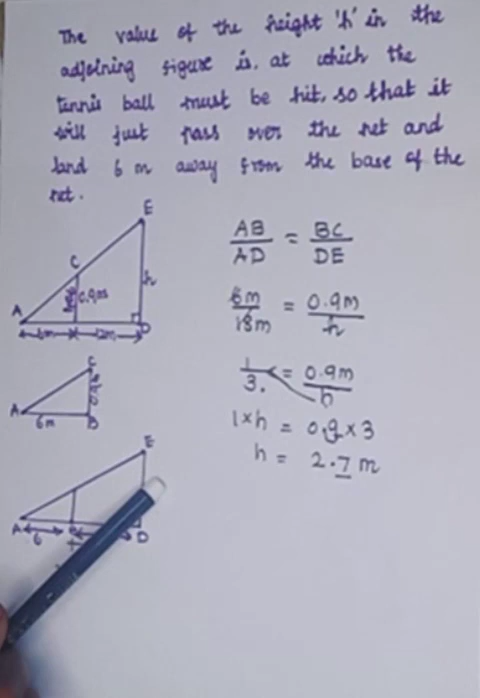 The value of the height 'h' in the
adjoining figure is, at which the
tennis ball must be hit, so that it
will just pass over the net and
land 6 m away from the base of the
net.
E
C
h
0.9m
A
D
6m
12m
AB/AD = BC/DE
6m/18m = 0.9m/h
1/3. = 0.9m/h
1×h = 0.9×3
h = 2.7 m
C
A
6m
B
E
A
6
D